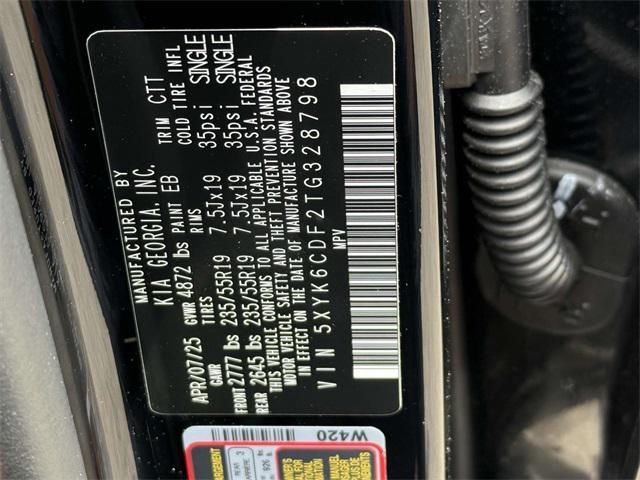 MANUFACTURED BY
KIA GEORGIA, INC.
APR/07/25 GVWR 4872 lbs PAINT EB TRIM CTT
GAWR TIRES RIMS COLD TIRE INFL
FRONT 2777 lbs 235/55R19 7.5JX19 35psi SINGLE
REAR 2645 lbs 235/55R19 7.5JX19 35psi SINGLE
THIS VEHICLE CONFORMS TO ALL APPLICABLE U.S.A. FEDERAL
MOTOR VEHICLE SAFETY AND THEFT PREVENTION STANDARDS
IN EFFECT ON THE DATE OF MANUFACTURE SHOWN ABOVE
VIN 5XYK6CDF2TG328798
MPV
W420
REAR 3